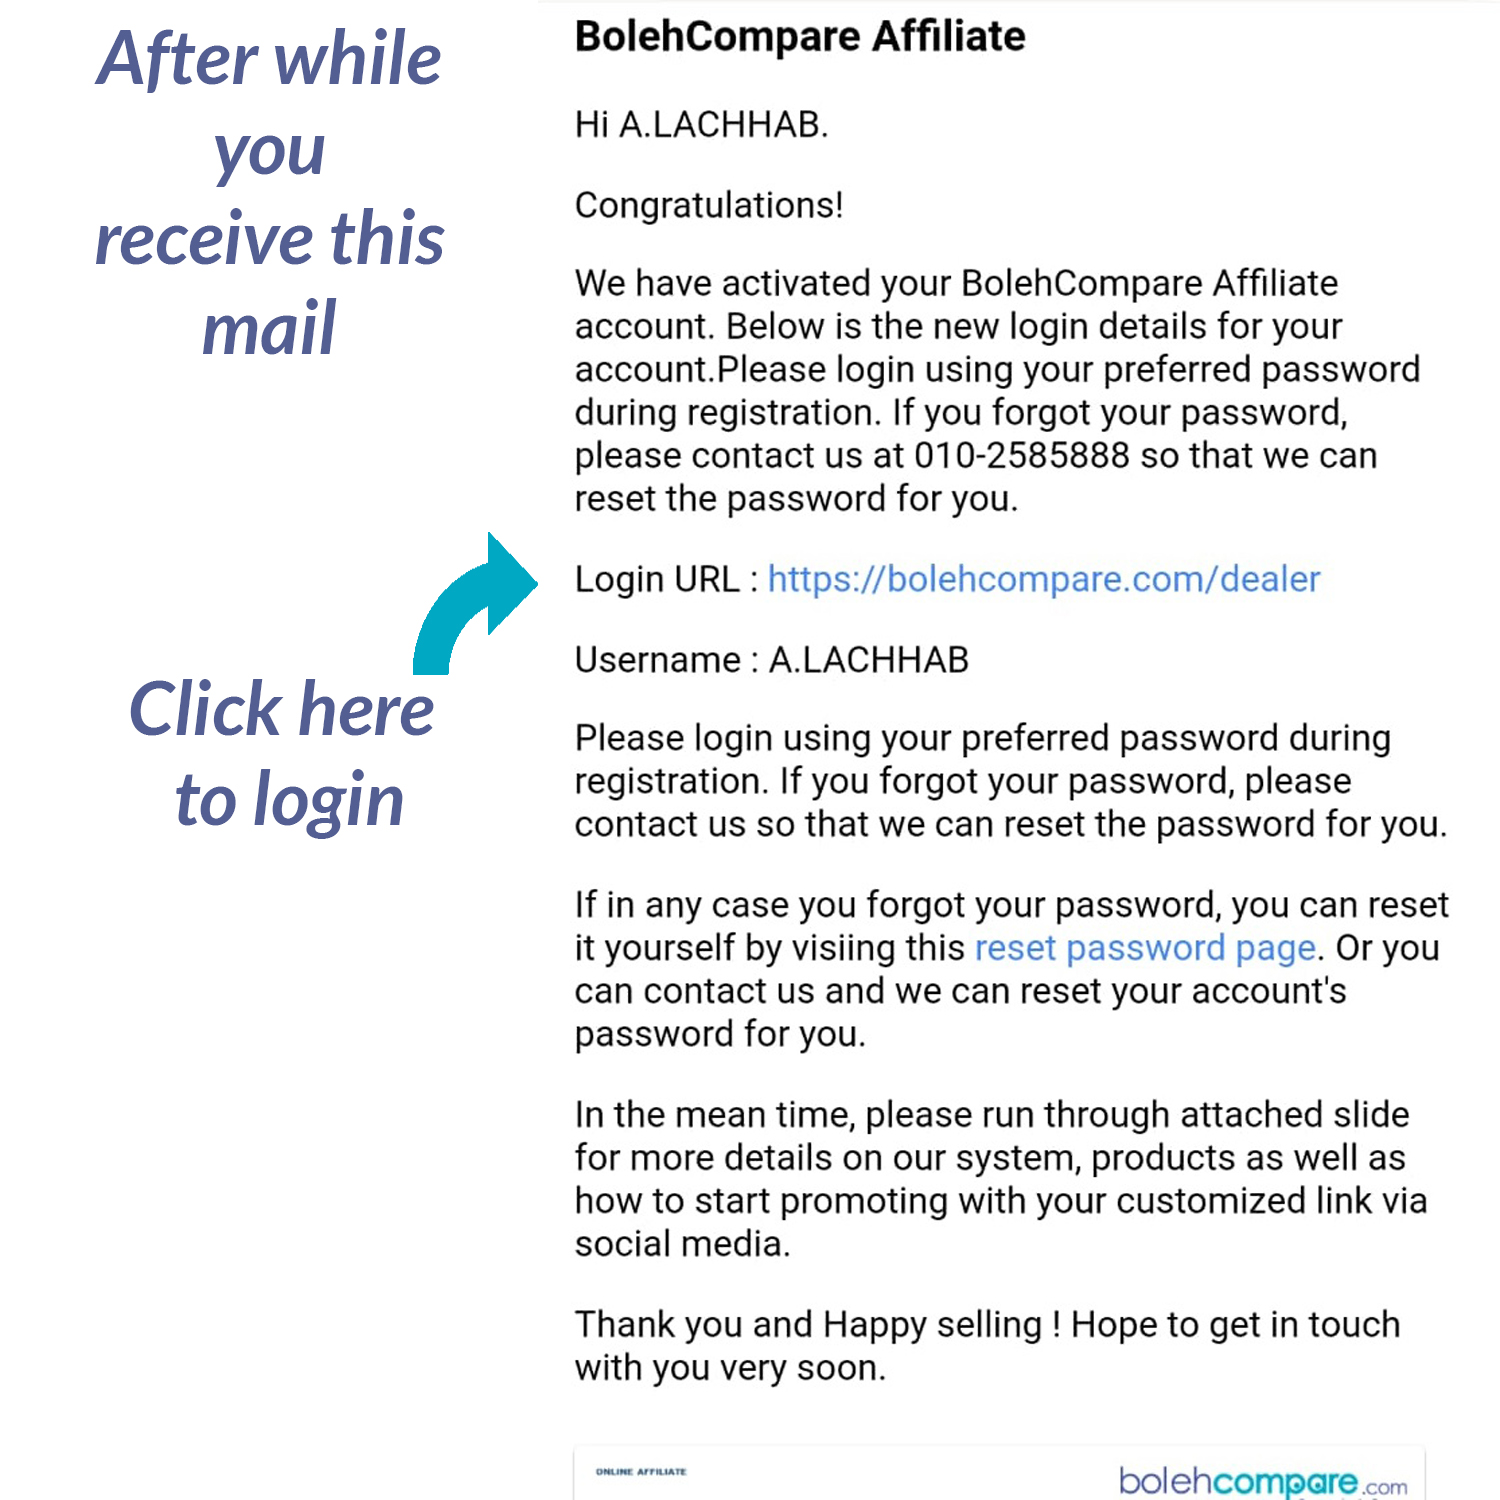 After while
you
receive this
mail
Click here
to login
BolehCompare Affiliate
Hi A.LACHHAB.
Congratulations!
We have activated your BolehCompare Affiliate
account. Below is the new login details for your
account.Please login using your preferred password
during registration. If you forgot your password,
please contact us at 010-2585888 so that we can
reset the password for you.
Login URL : https://bolehcompare.com/dealer
Username : A.LACHHAB
Please login using your preferred password during
registration. If you forgot your password, please
contact us so that we can reset the password for you.
If in any case you forgot your password, you can reset
it yourself by visiing this reset password page. Or you
can contact us and we can reset your account's
password for you.
In the mean time, please run through attached slide
for more details on our system, products as well as
how to start promoting with your customized link via
social media.
Thank you and Happy selling ! Hope to get in touch
with you very soon.
ONLINE AFFILIATE
bolehcompare.com